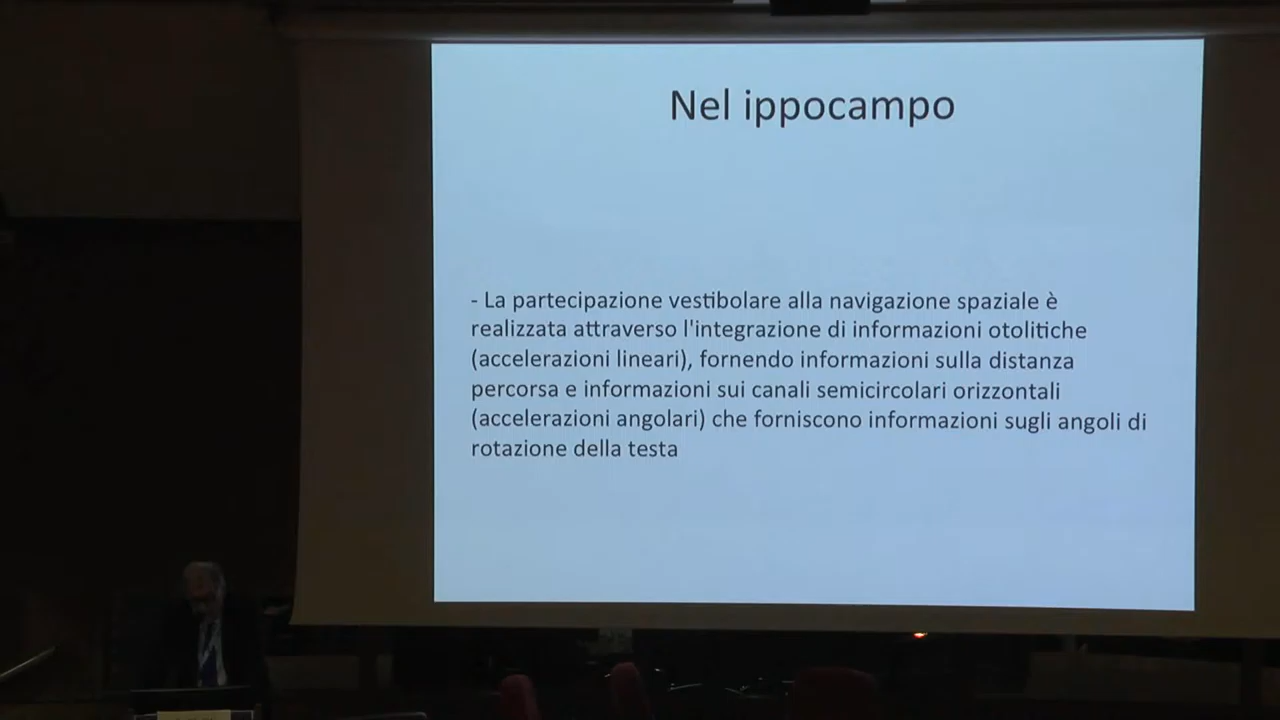 Nel ippocampo
- La partecipazione vestibolare alla navigazione spaziale è
realizzata attraverso l'integrazione di informazioni otolitiche
(accelerazioni lineari), fornendo informazioni sulla distanza
percorsa e informazioni sui canali semicircolari orizzontali
(accelerazioni angolari) che forniscono informazioni sugli angoli di
rotazione della testa